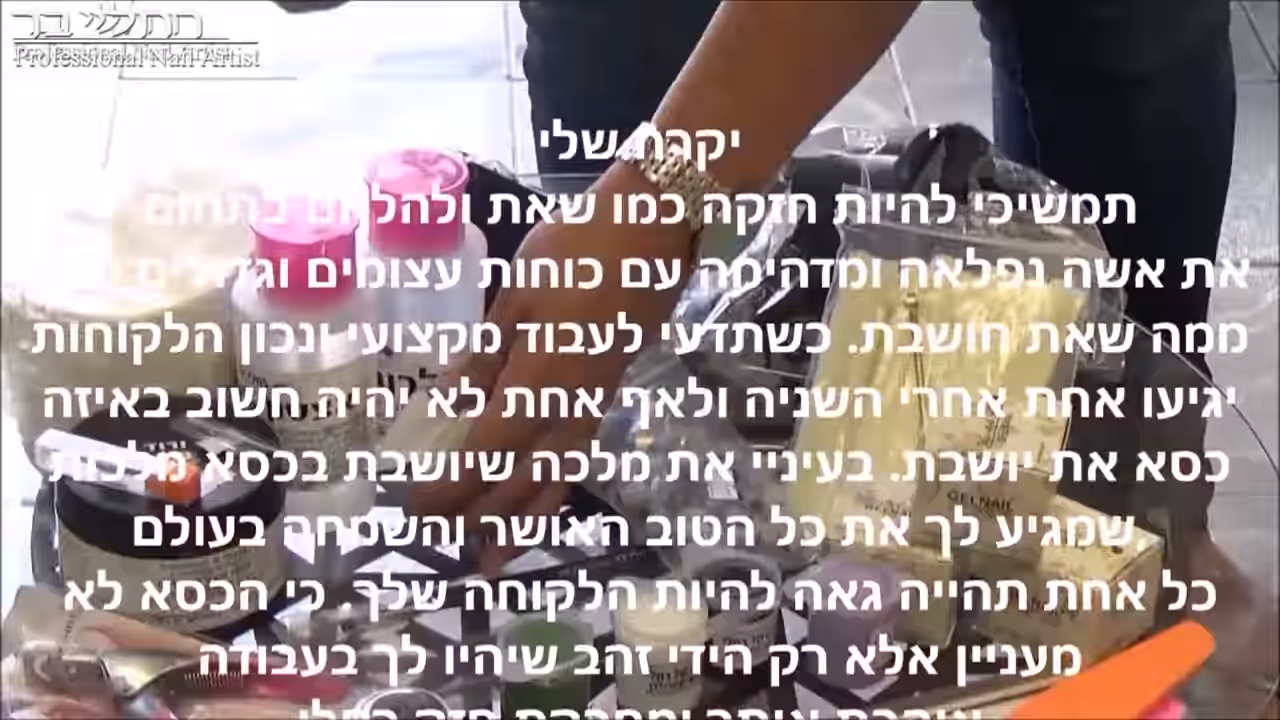 Professional Nail Artist
יקרה שלי
תמשיכי להיות חזקה כמו שאת ולהלחם בתחום
את אשה נפלאה ומדהימה עם כוחות עצומים וגדולים
ממה שאת חושבת. כשתדעי לעבוד מקצועי ונכון הלקוחות
יגיעו אחת אחרי השניה ולאף אחת לא יהיה חשוב באיזה
כסא את יושבת. בעיניי את מלכה שיושבת בכסא מלכות
שמגיע לך את כל הטוב האושר והשמחה בעולם.
כל אחת תהייה גאה להיות הלקוחה שלך. כי הכסא לא
מעניין אלא רק הידי זהב שיהיו לך בעבודה
GELNAIL